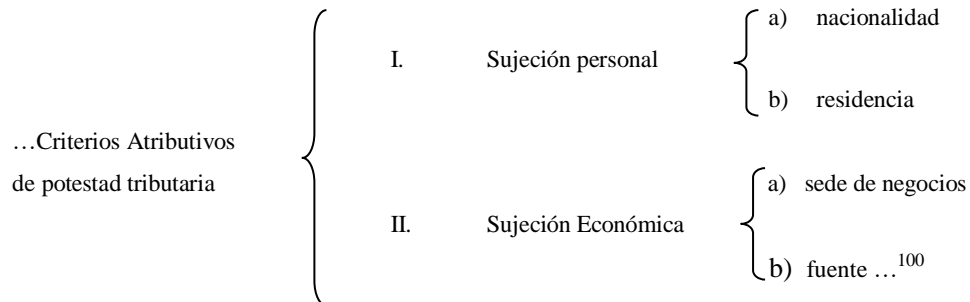 a) nacionalidad
I. Sujeción personal
b) residencia
…Criterios Atributivos
de potestad tributaria
a) sede de negocios
II. Sujeción Económica
b) fuente …100